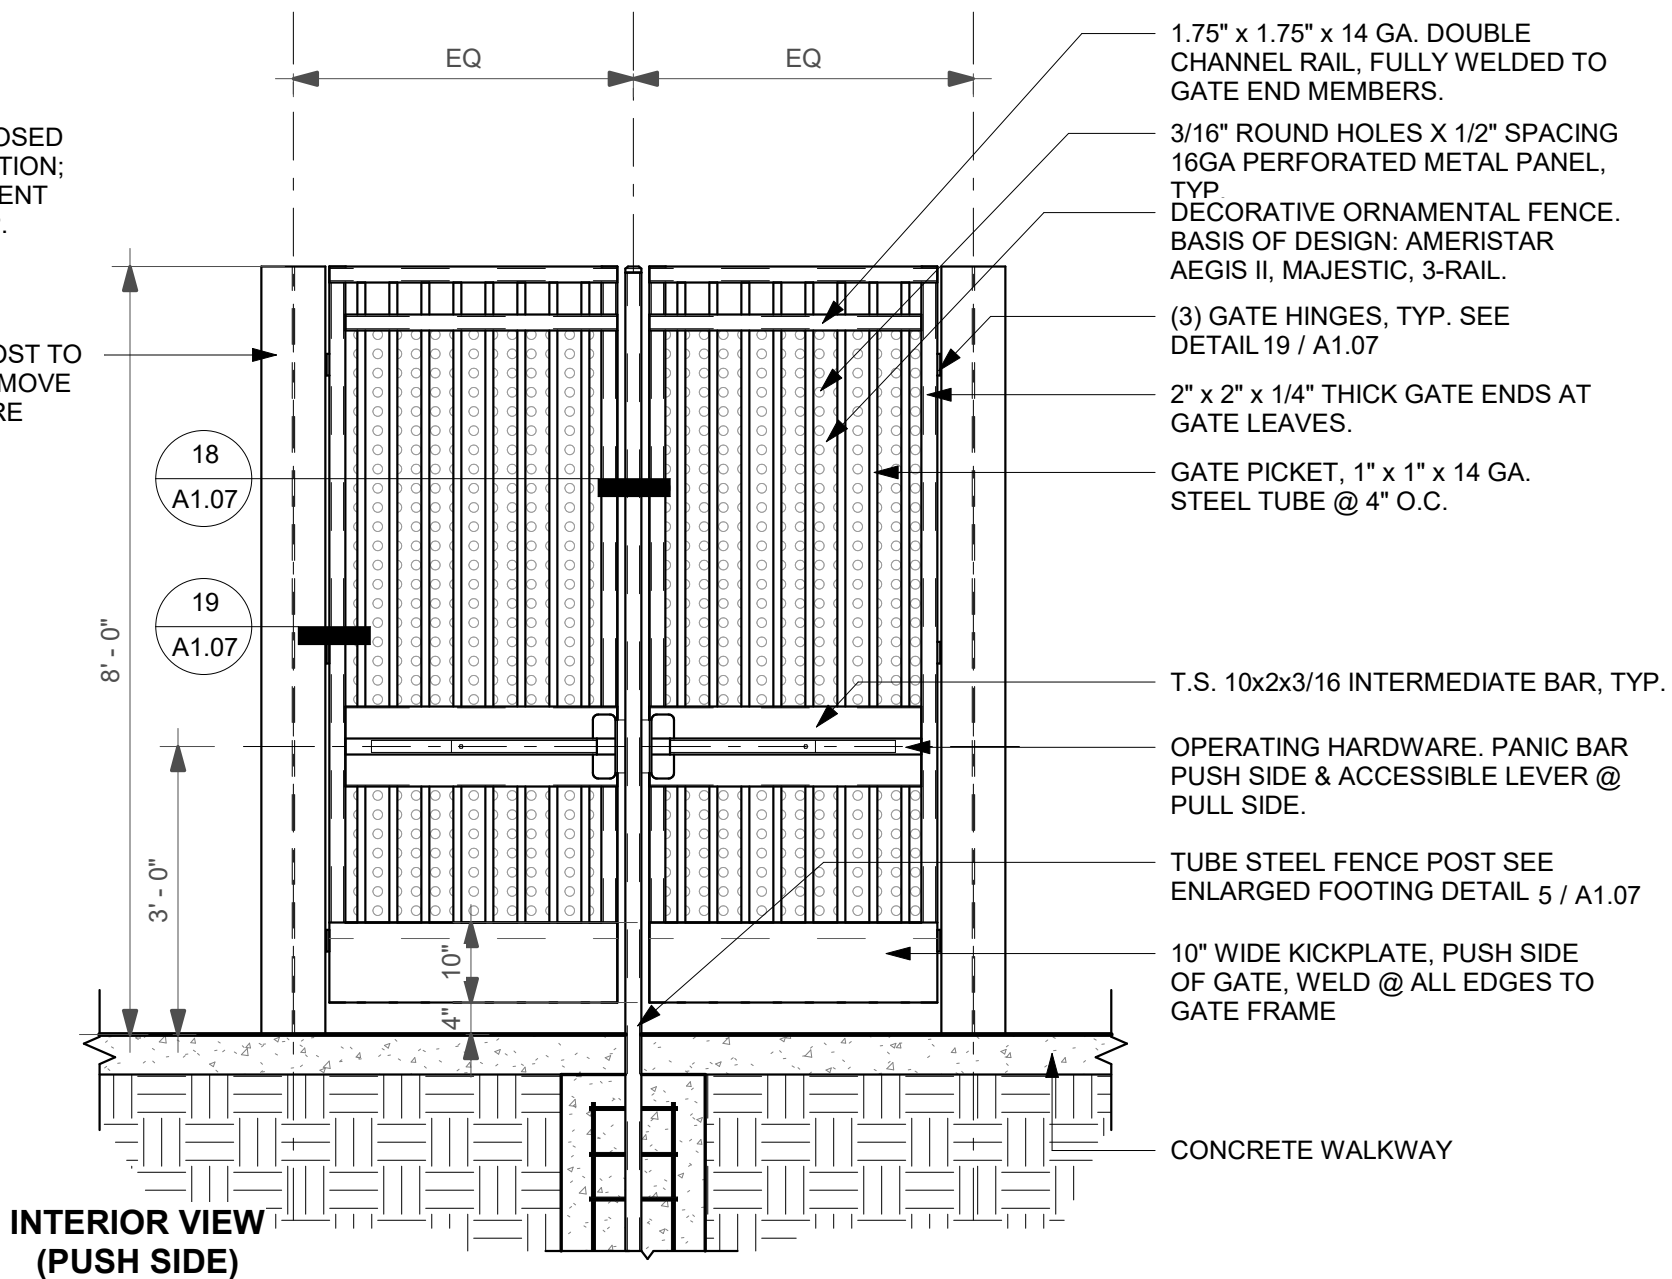 EQ
EQ
OSED
TION;
ENT
.
OST TO
MOVE
RE
18
A1.07
19
A1.07
8' - 0"
3' - 0"
10"
4"
1.75" x 1.75" x 14 GA. DOUBLE
CHANNEL RAIL, FULLY WELDED TO
GATE END MEMBERS.
3/16" ROUND HOLES X 1/2" SPACING
16GA PERFORATED METAL PANEL,
TYP.
DECORATIVE ORNAMENTAL FENCE.
BASIS OF DESIGN: AMERISTAR
AEGIS II, MAJESTIC, 3-RAIL.
(3) GATE HINGES, TYP. SEE
DETAIL 19 / A1.07
2" x 2" x 1/4" THICK GATE ENDS AT
GATE LEAVES.
GATE PICKET, 1" x 1" x 14 GA.
STEEL TUBE @ 4" O.C.
T.S. 10x2x3/16 INTERMEDIATE BAR, TYP.
OPERATING HARDWARE. PANIC BAR
PUSH SIDE & ACCESSIBLE LEVER @
PULL SIDE.
TUBE STEEL FENCE POST SEE
ENLARGED FOOTING DETAIL 5 / A1.07
10" WIDE KICKPLATE, PUSH SIDE
OF GATE, WELD @ ALL EDGES TO
GATE FRAME
CONCRETE WALKWAY
INTERIOR VIEW
(PUSH SIDE)